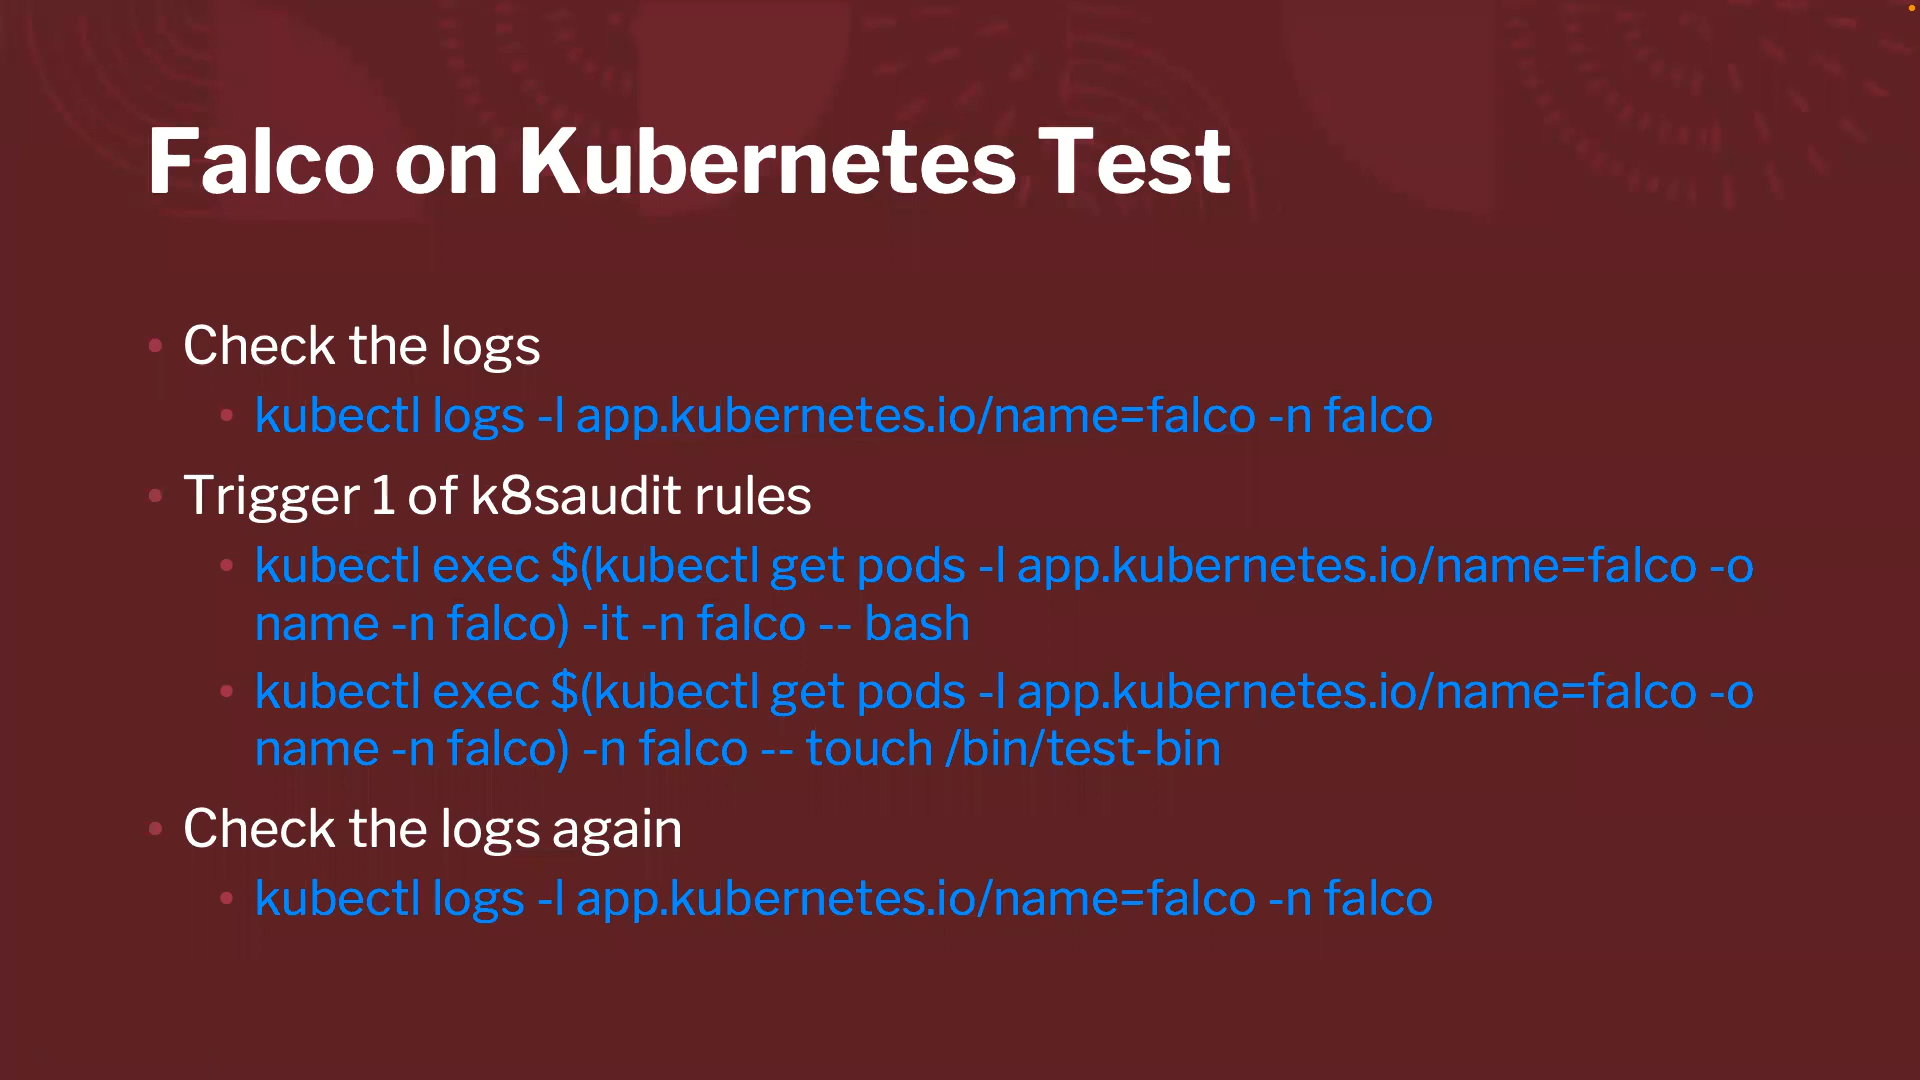 Falco on Kubernetes Test
• Check the logs
• kubectl logs -l app.kubernetes.io/name=falco -n falco
• Trigger 1 of k8saudit rules
• kubectl exec $(kubectl get pods -l app.kubernetes.io/name=falco -o
name -n falco) -it -n falco -- bash
• kubectl exec $(kubectl get pods -l app.kubernetes.io/name=falco -o
name -n falco) -n falco -- touch /bin/test-bin
• Check the logs again
• kubectl logs -l app.kubernetes.io/name=falco -n falco